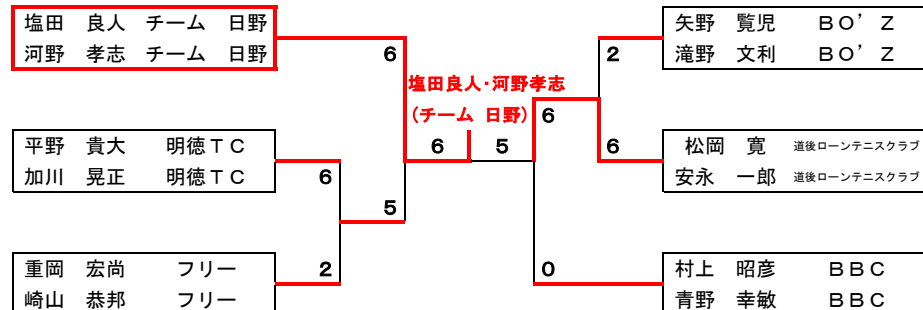 塩田 良人 チーム 日野
河野 孝志 チーム 日野
6
平野 貴大 明徳TC
加川 晃正 明徳TC
6
5
重岡 宏尚 フリー
崎山 恭邦 フリー
2
塩田良人・河野孝志
(チーム 日野)
6 5
矢野 覧児 BO'Z
滝野 文利 BO'Z
2
6
松岡 寛 道後ローンテニスクラブ
安永 一郎 道後ローンテニスクラブ
6
村上 昭彦 BBC
青野 幸敏 BBC
0